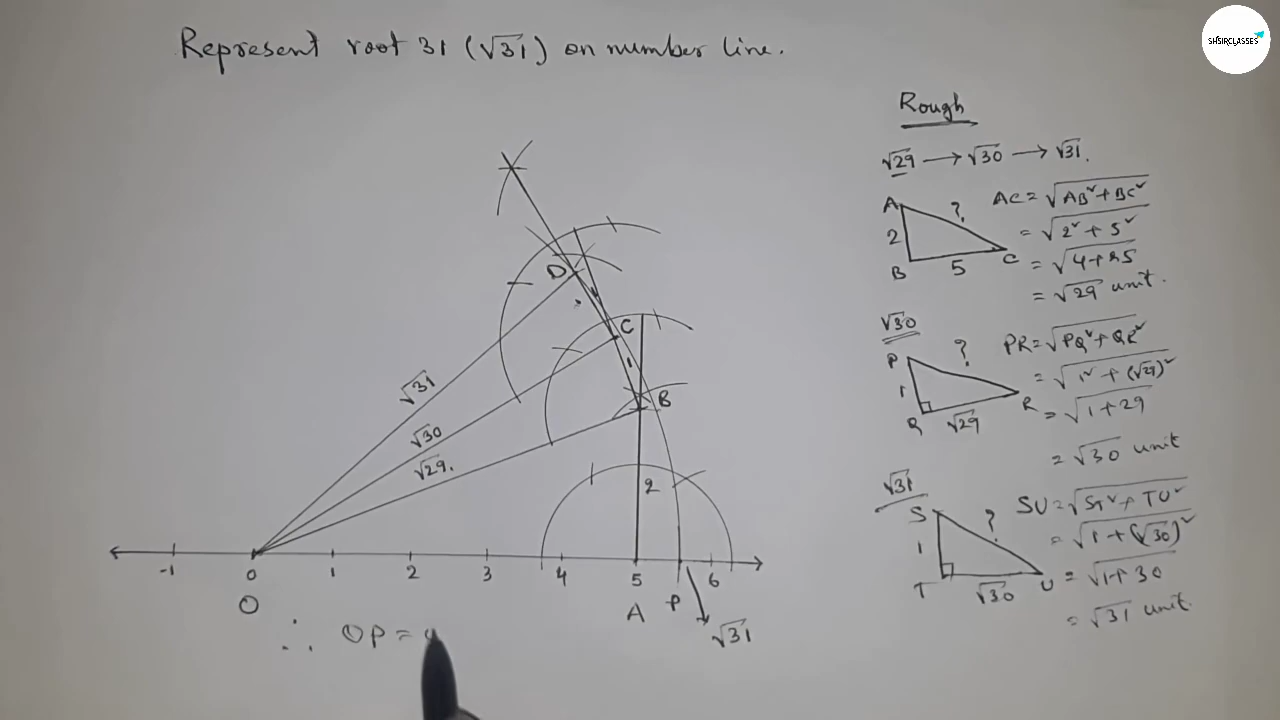 Represent root 31 (√31) on number line.
SHSIRCLASSES
Rough
√29 → √30 → √31.
A
?
2
B
5
C
AC = √AB² + BC²
= √2² + 5²
= √4 + 25
= √29 unit.
√30
P
?
1
Q
√29
R
PR = √PQ² + QR²
= √1² + (√29)²
= √1 + 29
= √30 unit
√31
S
?
1
T
√30
U
SU = √ST² + TU²
= √1 + (√30)²
= √1 + 30
= √31 unit.
D
1
C
1
B
√31
√30
√29.
2
-1 0 1 2 3 4 5 6
O A P
√31
∴ OP =